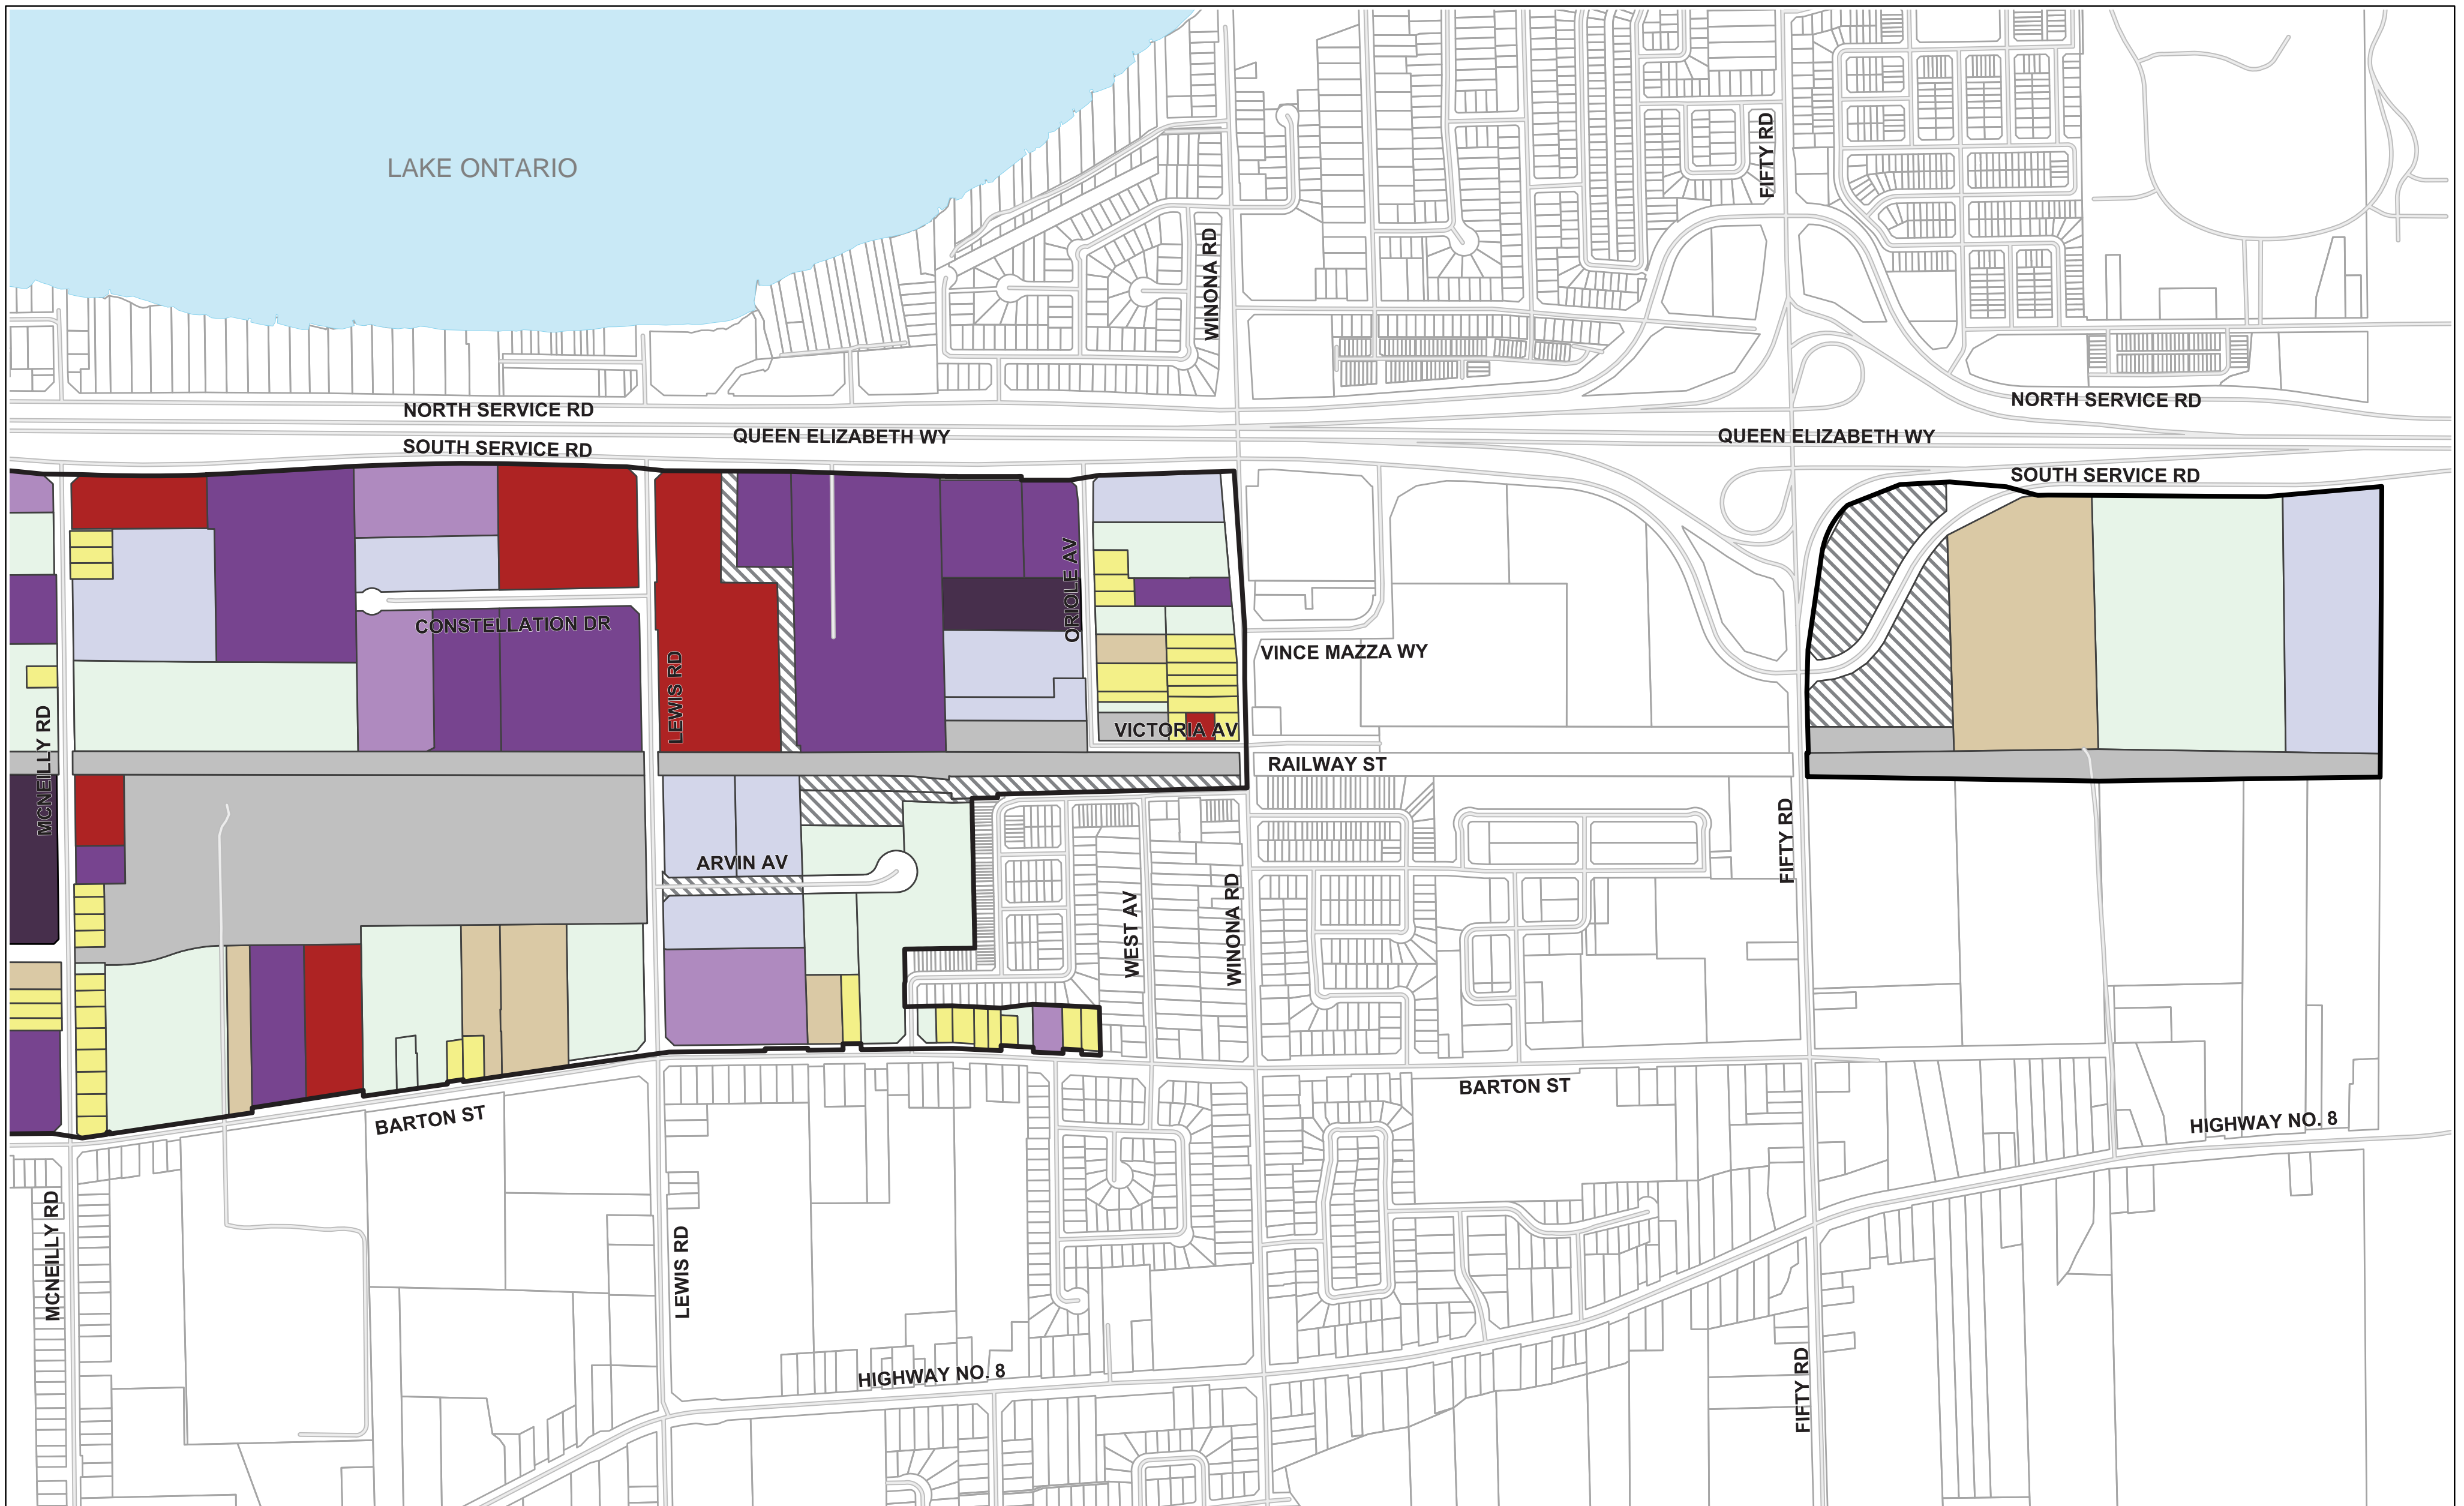 LAKE ONTARIO
FIFTY RD
WINONA RD
NORTH SERVICE RD
NORTH SERVICE RD
QUEEN ELIZABETH WY
QUEEN ELIZABETH WY
SOUTH SERVICE RD
SOUTH SERVICE RD
ORIOLE AV
CONSTELLATION DR
VINCE MAZZA WY
LEWIS RD
MCNEILLY RD
VICTORIA AV
RAILWAY ST
FIFTY RD
ARVIN AV
WEST AV
WINONA RD
BARTON ST
BARTON ST
HIGHWAY NO. 8
MCNEILLY RD
LEWIS RD
HIGHWAY NO. 8
FIFTY RD